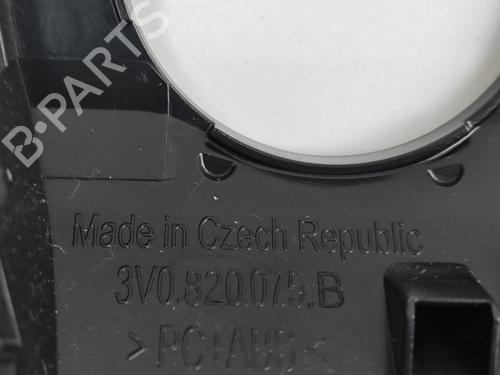 B-PARTS
Made in Czech Republic
3V0.820.075.B
>PC+ABS<